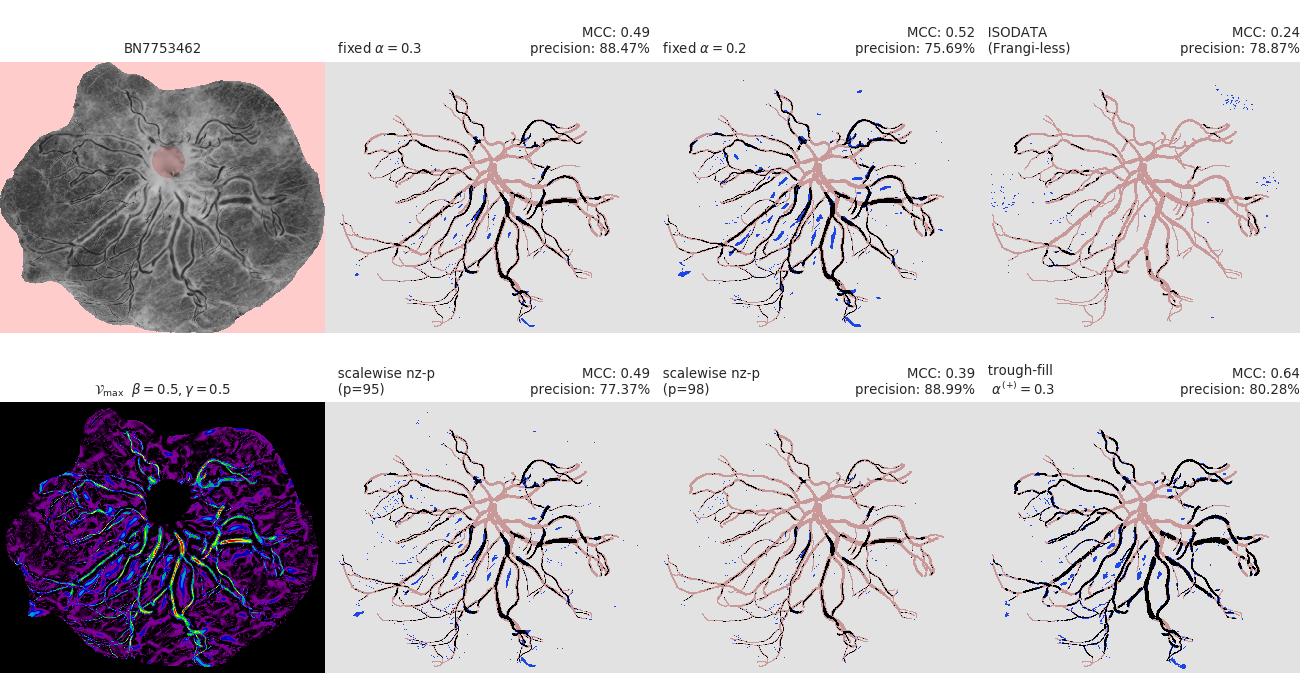 BN7753462
fixed α = 0.3
MCC: 0.49
precision: 88.47%
fixed α = 0.2
MCC: 0.52
precision: 75.69%
ISODATA
(Frangi-less)
MCC: 0.24
precision: 78.87%
𝒱max β = 0.5, γ = 0.5
scalewise nz-p
(p=95)
MCC: 0.49
precision: 77.37%
scalewise nz-p
(p=98)
MCC: 0.39
precision: 88.99%
trough-fill
α(+) = 0.3
MCC: 0.64
precision: 80.28%